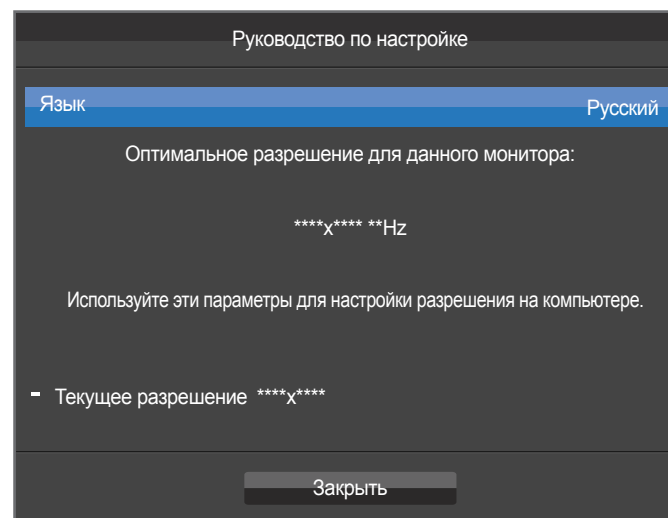 Руководство по настройке
Язык Русский
Оптимальное разрешение для данного монитора:
****x**** **Hz
Используйте эти параметры для настройки разрешения на компьютере.
- Текущее разрешение ****x****
Закрыть